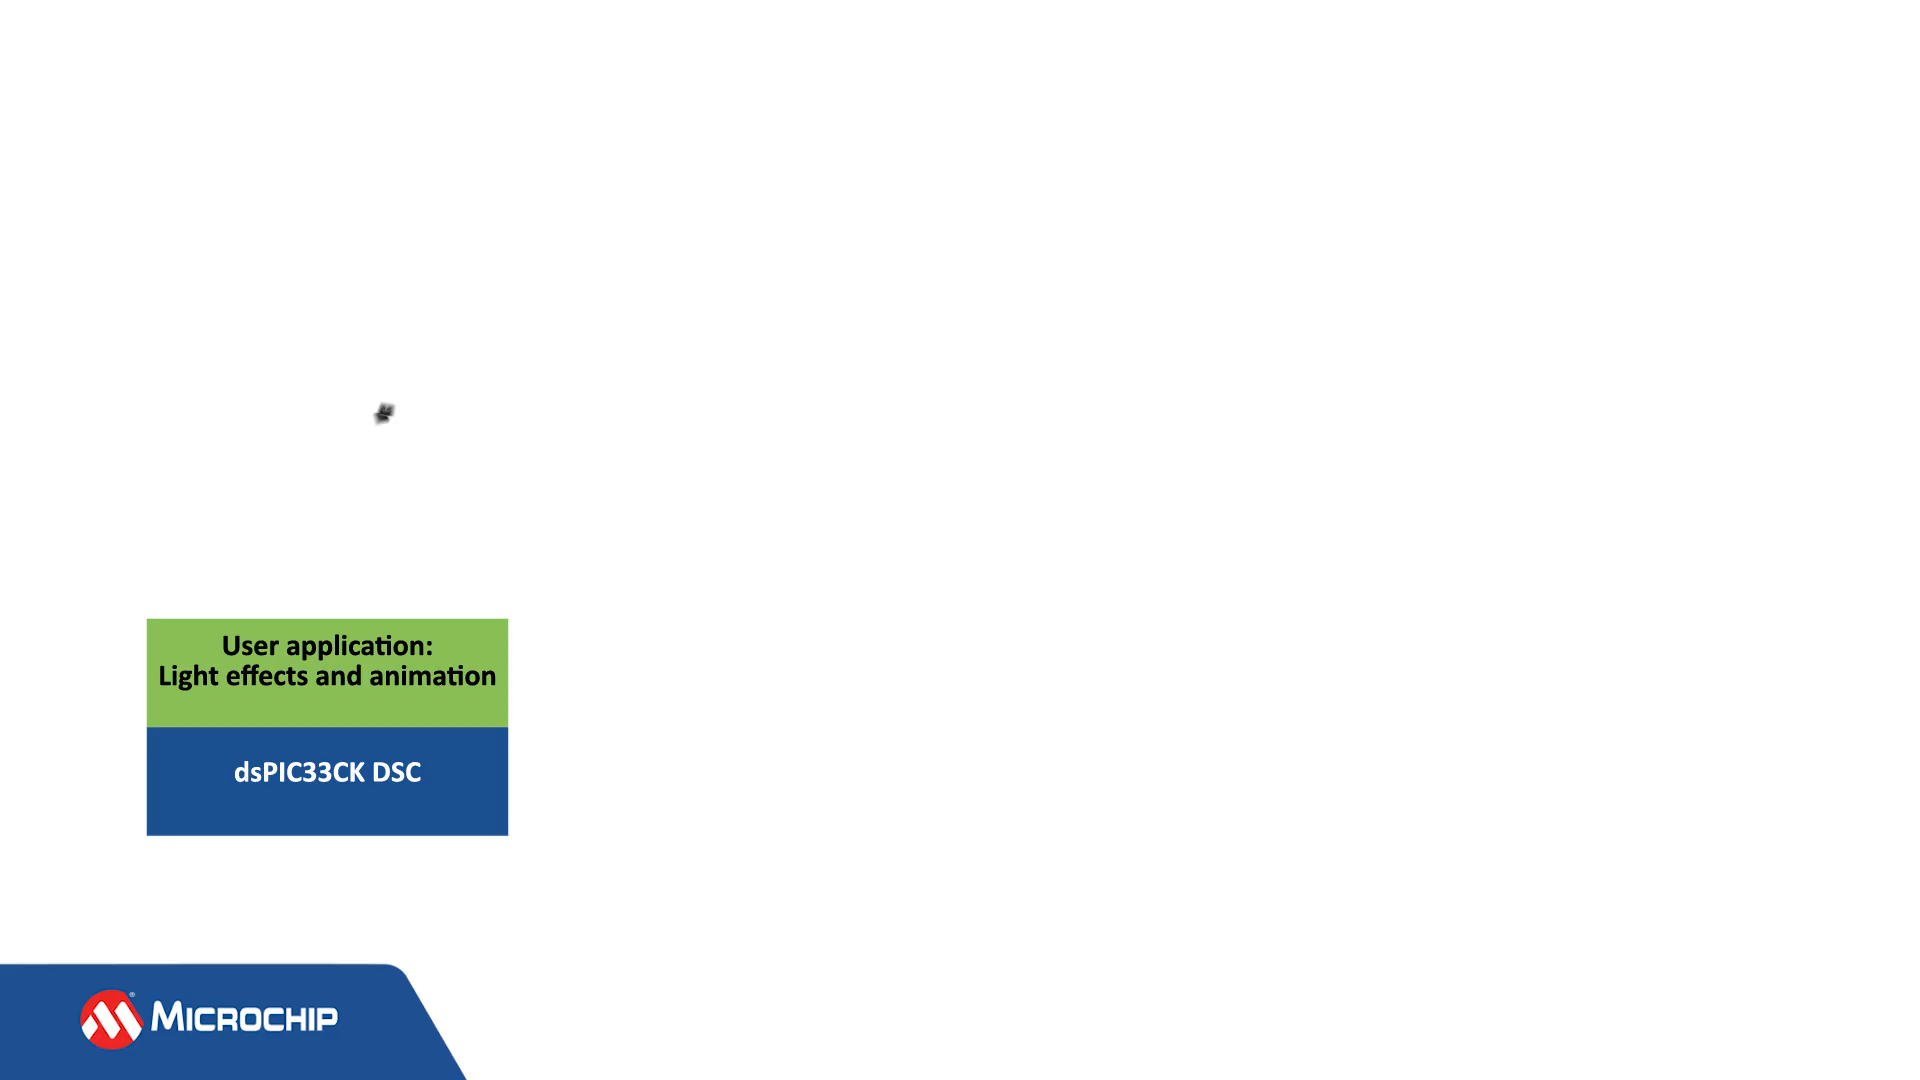 User application:
Light effects and animation
dsPIC33CK DSC
MICROCHIP